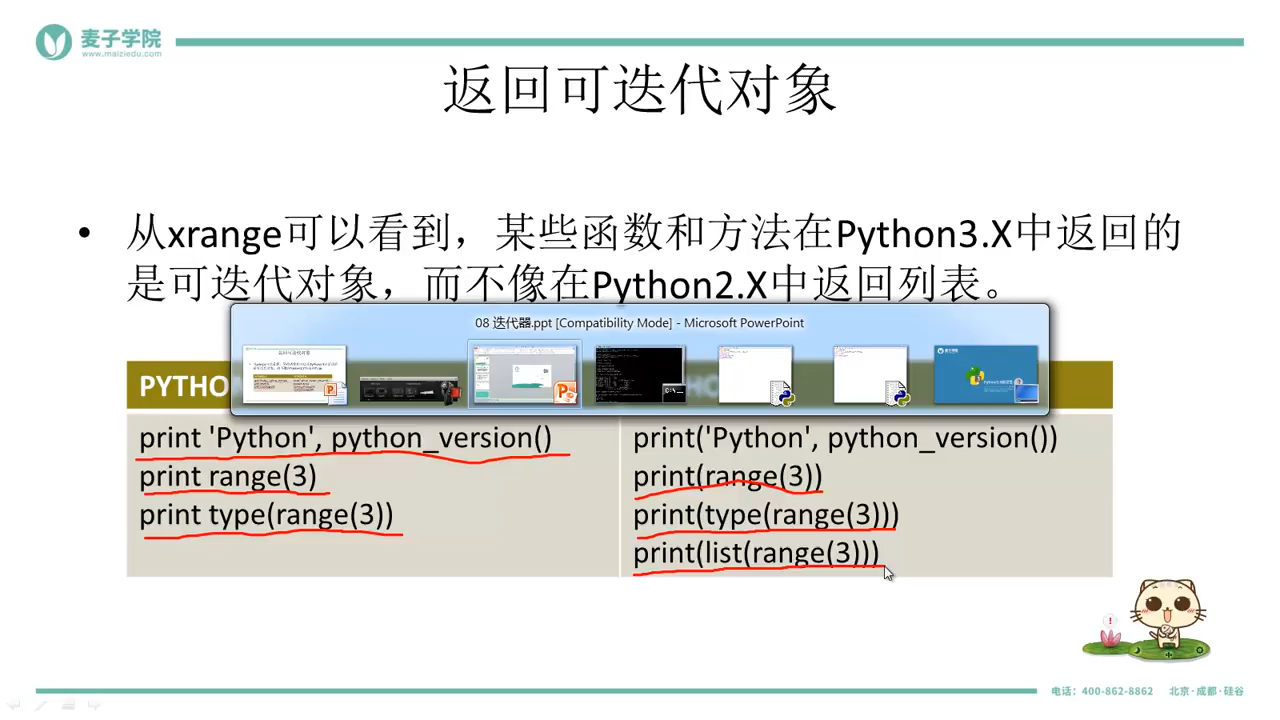 麦子学院
www.maiziedu.com
返回可迭代对象
• 从xrange可以看到，某些函数和方法在Python3.X中返回的
是可迭代对象，而不像在Python2.X中返回列表。
08 迭代器.ppt [Compatibility Mode] - Microsoft PowerPoint
PYTHO
print 'Python', python_version()
print range(3)
print type(range(3))
print('Python', python_version())
print(range(3))
print(type(range(3)))
print(list(range(3)))
电话：400-862-8862 北京·成都·硅谷